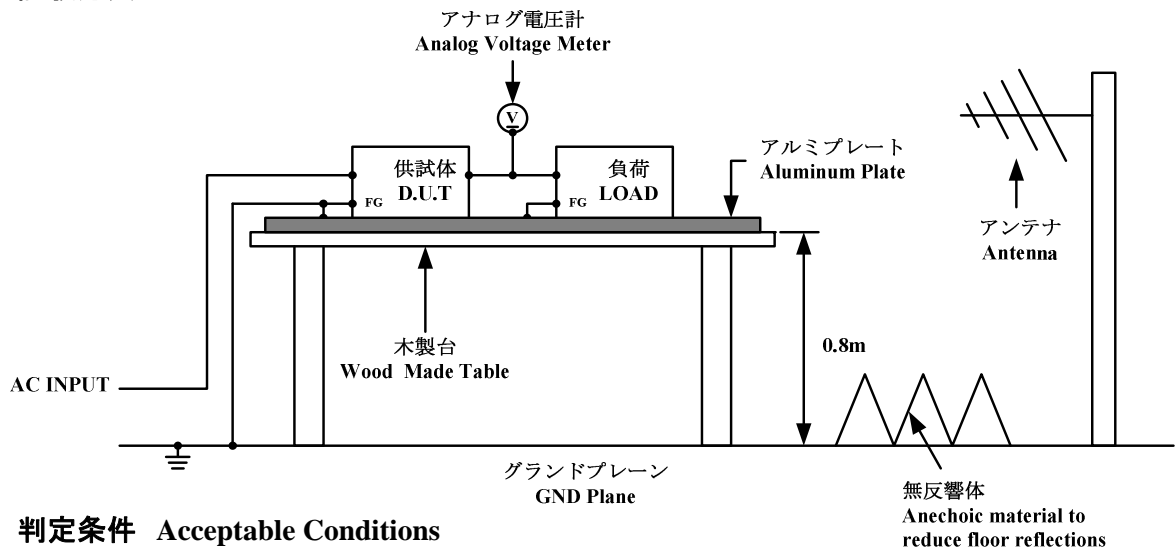 アナログ電圧計
Analog Voltage Meter
V
供試体
D.U.T
FG
負荷
LOAD
FG
アルミプレート
Aluminum Plate
アンテナ
Antenna
木製台
Wood Made Table
0.8m
AC INPUT
グランドプレーン
GND Plane
無反響体
Anechoic material to
reduce floor reflections
判定条件 Acceptable Conditions